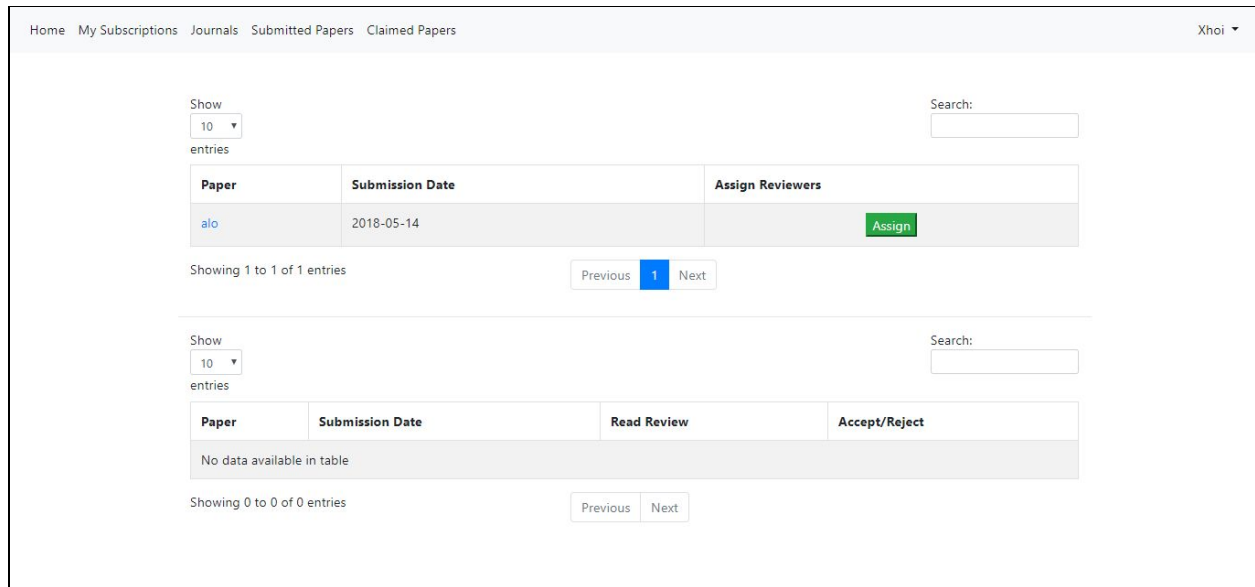 Home My Subscriptions Journals Submitted Papers Claimed Papers Xhoi
Show Search:
10
entries
Paper Submission Date Assign Reviewers
alo 2018-05-14 Assign
Showing 1 to 1 of 1 entries Previous 1 Next
Show Search:
10
entries
Paper Submission Date Read Review Accept/Reject
No data available in table
Showing 0 to 0 of 0 entries Previous Next